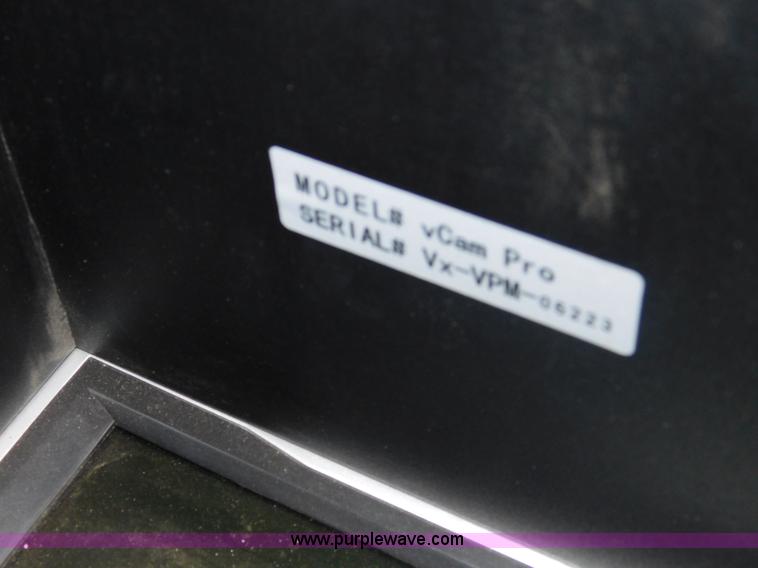 MODEL# vCam Pro
SERIAL# Vx-VPM-06223
www.purplewave.com